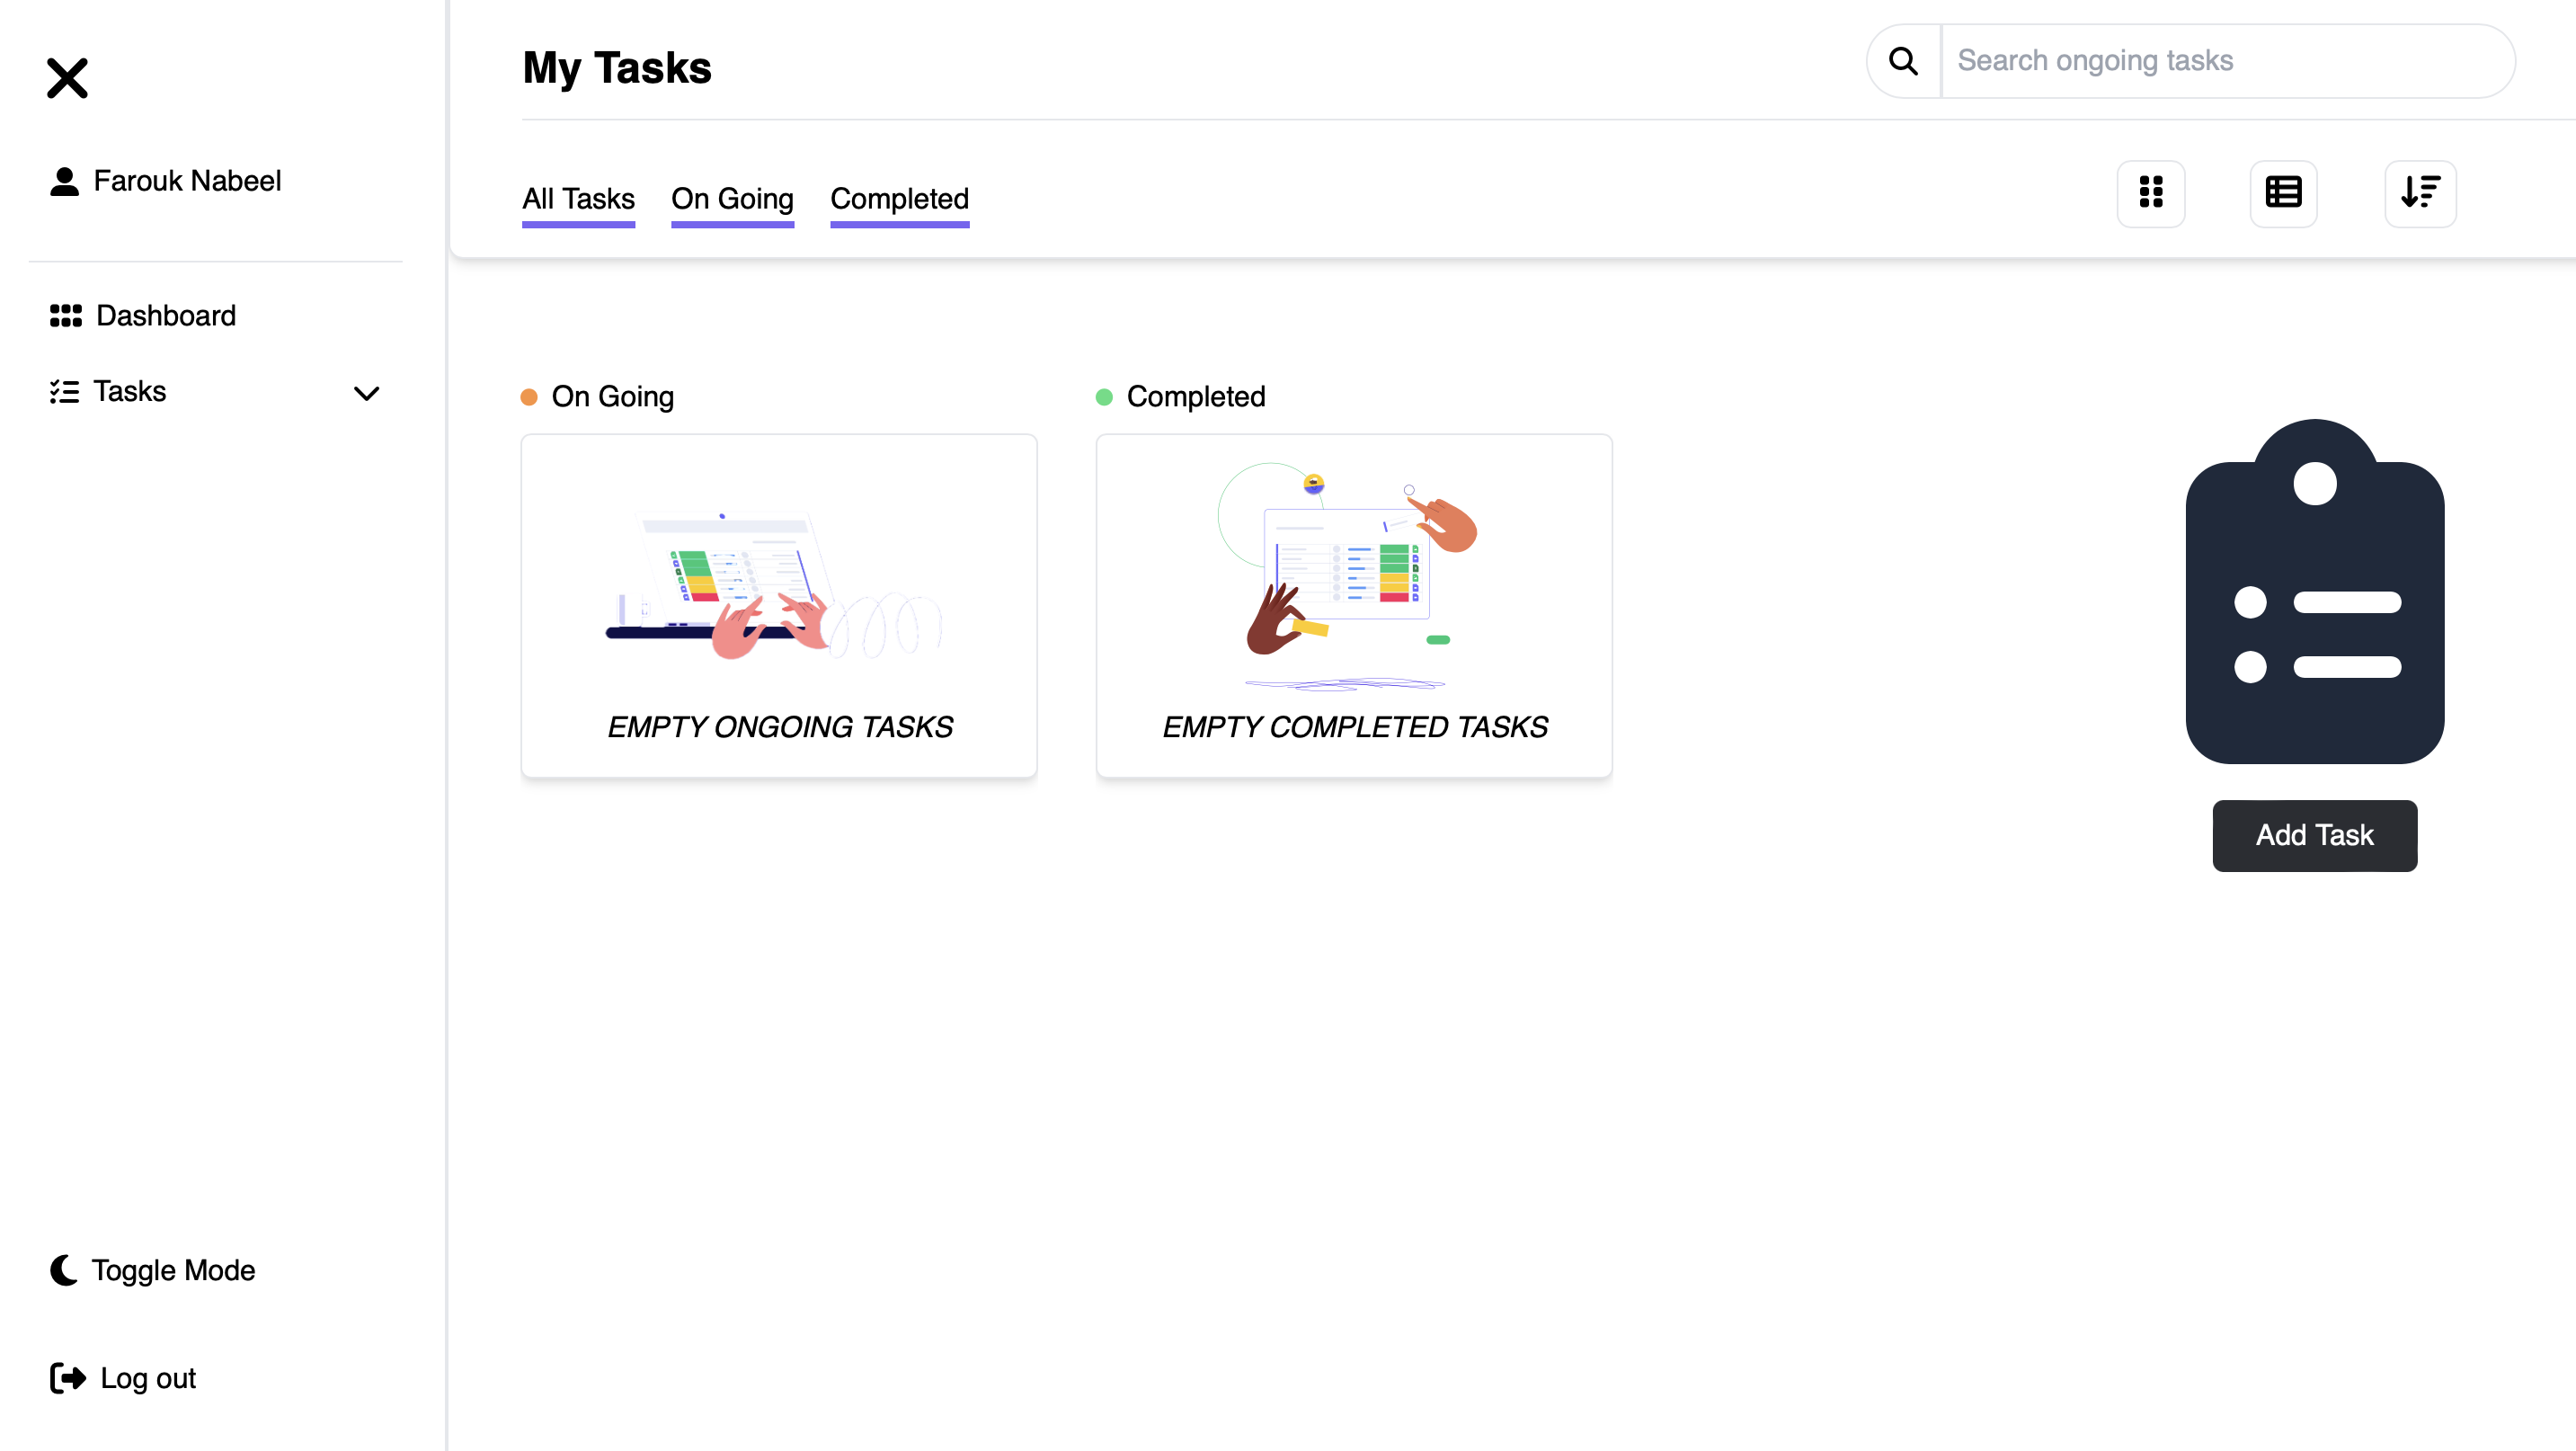 Farouk Nabeel
Dashboard
Tasks
Toggle Mode
Log out
My Tasks
Search ongoing tasks
All Tasks
On Going
Completed
On Going
EMPTY ONGOING TASKS
Completed
EMPTY COMPLETED TASKS
Add Task